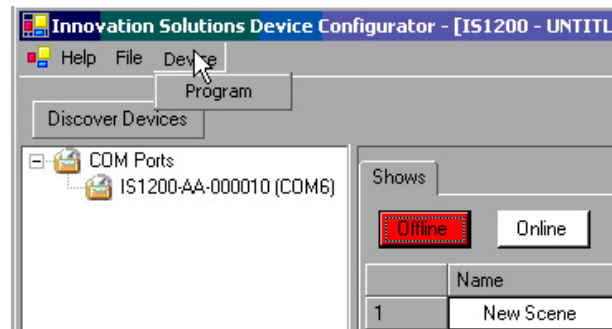 Innovation Solutions Device Configurator - [IS1200 - UNTITL
Help File Device
Program
Discover Devices
COM Ports
IS1200-AA-000010 (COM6)
Shows
Offline Online
Name
1 New Scene